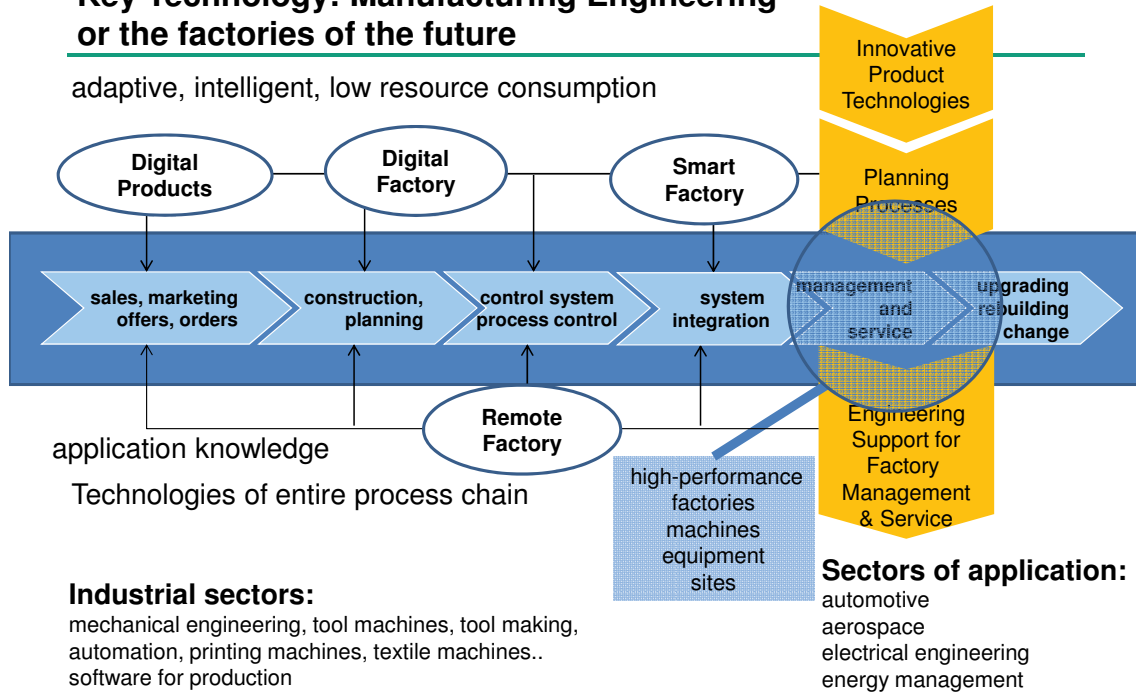 Key Technology: Manufacturing Engineering
or the factories of the future
adaptive, intelligent, low resource consumption
Innovative
Product
Technologies
Digital
Products
Digital
Factory
Smart
Factory
Planning
Processes
sales, marketing
offers, orders
construction,
planning
control system
process control
system
integration
management
and
service
upgrading
rebuilding
change
Remote
Factory
application knowledge
Technologies of entire process chain
high-performance
factories
machines
equipment
sites
Engineering
Support for
Factory
Management
& Service
Industrial sectors:
mechanical engineering, tool machines, tool making,
automation, printing machines, textile machines..
software for production
Sectors of application:
automotive
aerospace
electrical engineering
energy management